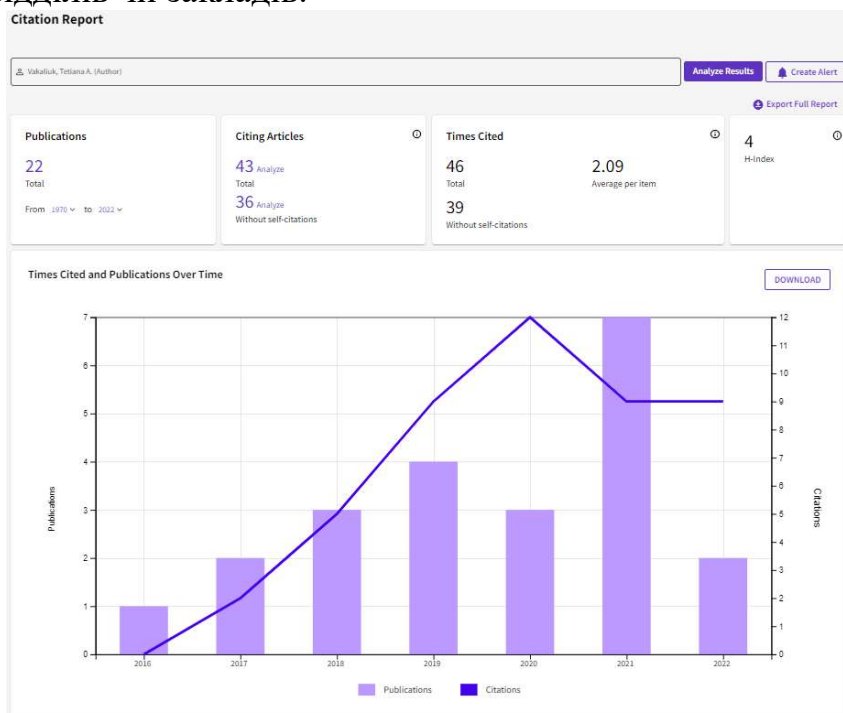 закладів.
Citation Report
Vakaliuk, Tetiana A. (Author)
Analyze Results
Create Alert
Export Full Report
Publications
22
Total
From 1970 to 2022
Citing Articles
43 Analyze
Total
36 Analyze
Without self-citations
Times Cited
46
Total
2.09
Average per item
39
Without self-citations
4
H-Index
Times Cited and Publications Over Time
DOWNLOAD
Publications
7
6
5
4
3
2
1
0
12
11
10
9
8
7
6
5
4
3
2
1
0
Citations
2016 2017 2018 2019 2020 2021 2022
Publications Citations